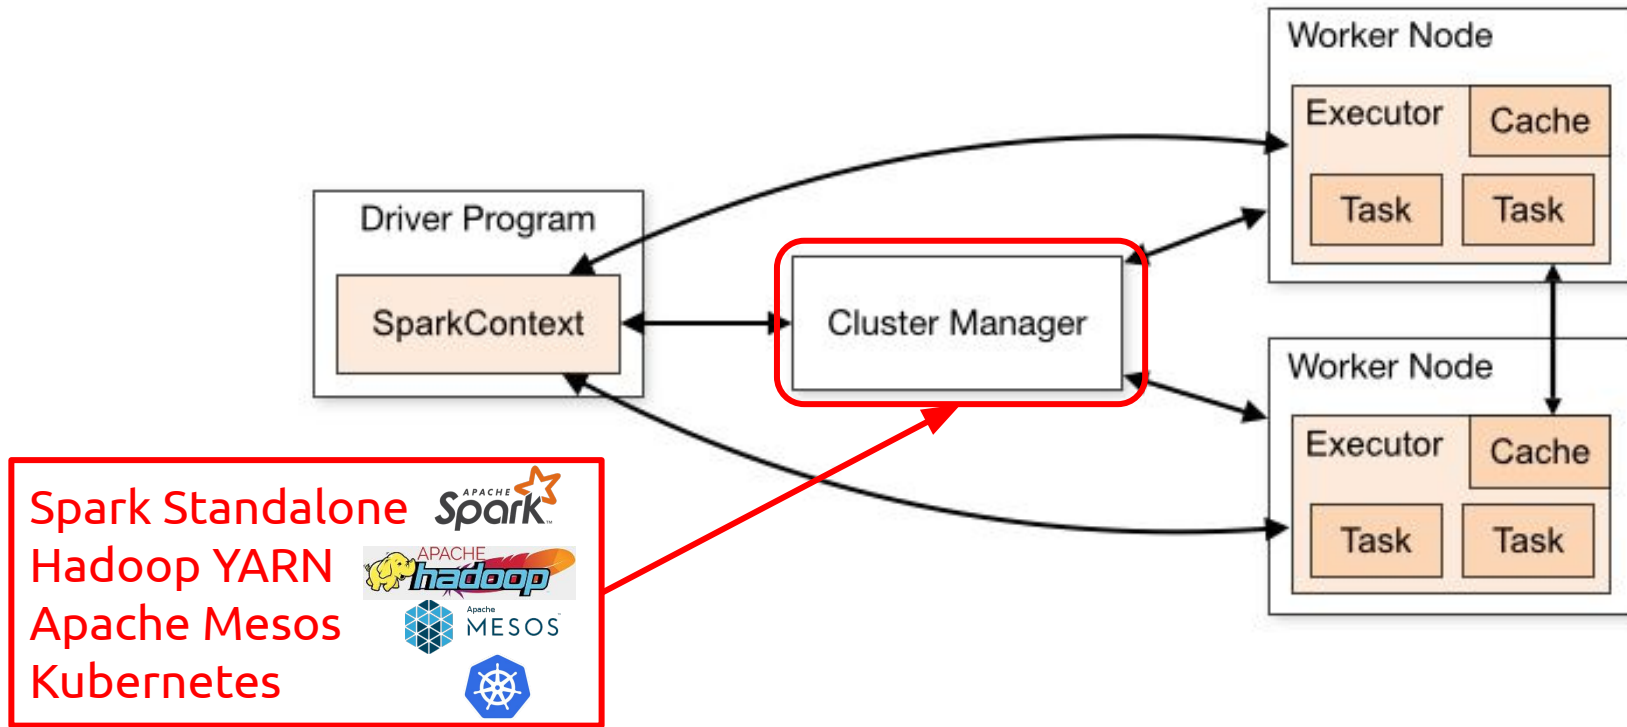 Worker Node
Executor
Cache
Task
Task
Driver Program
SparkContext
Cluster Manager
Worker Node
Executor
Cache
Task
Task
Spark Standalone
APACHE
Spark
TM
Hadoop YARN
APACHE
hadoop
Apache Mesos
Apache
MESOS
Kubernetes